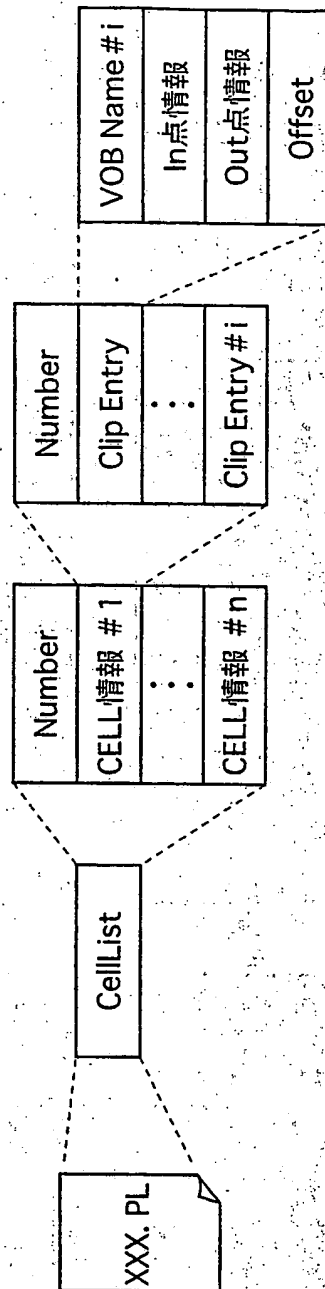 XXX. PL
CellList
Number
CELL情報 #1
⋮
CELL情報 #n
Number
Clip Entry
⋮
Clip Entry #i
VOB Name #i
In点情報
Out点情報
Offset